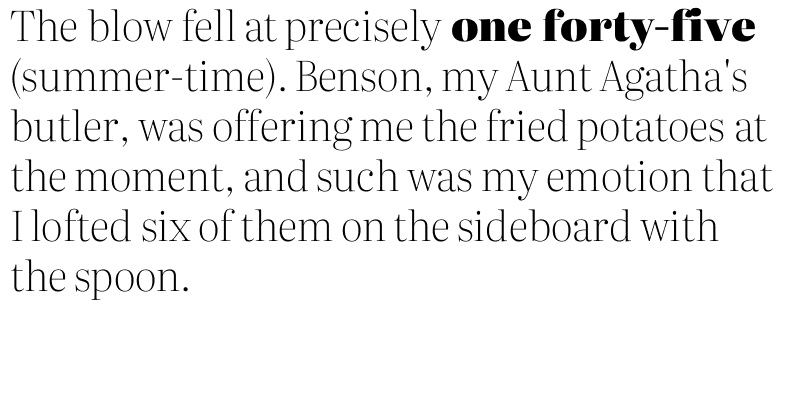 The blow fell at precisely one forty-five
(summer-time). Benson, my Aunt Agatha's
butler, was offering me the fried potatoes at
the moment, and such was my emotion that
I lofted six of them on the sideboard with
the spoon.